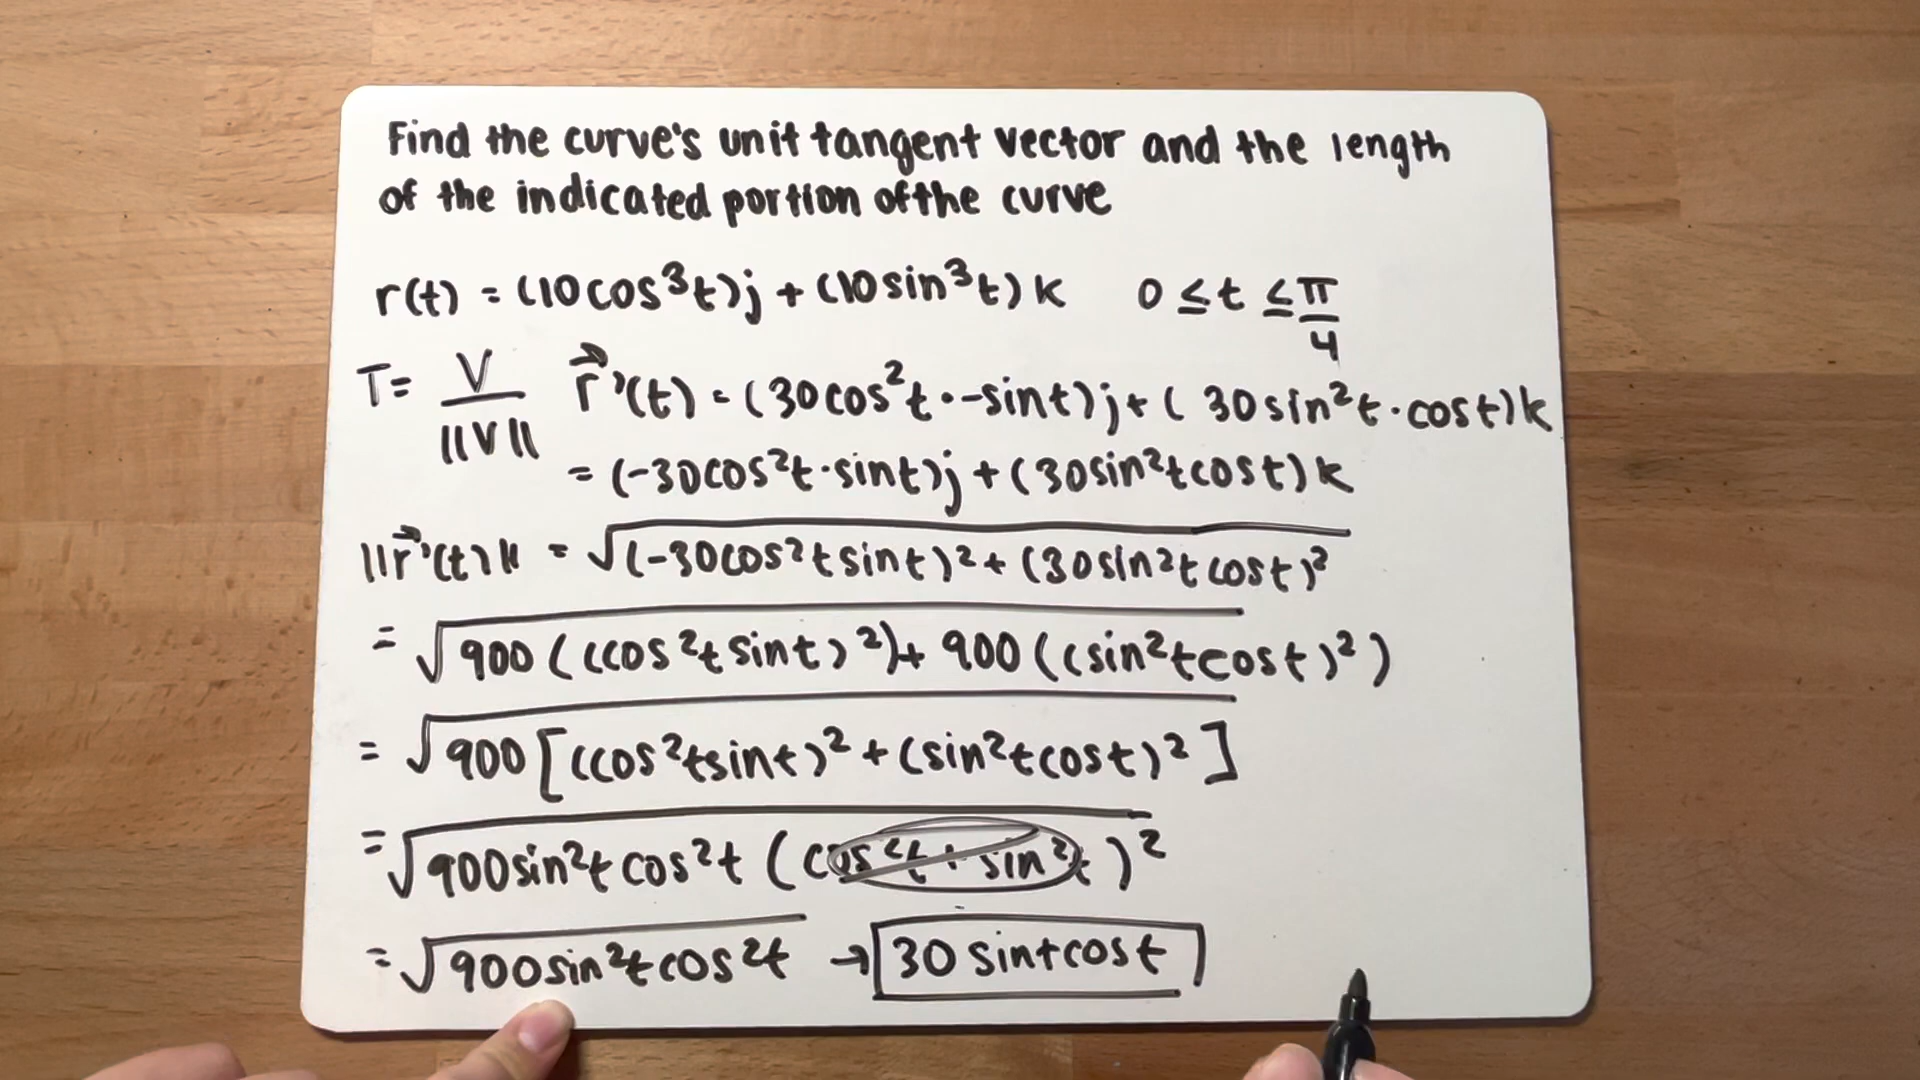 Find the curve's unit tangent vector and the length
of the indicated portion of the curve
r(t) = (10cos³t)j + (10sin³t)k 0 ≤ t ≤ π/4
T = V/||V|| r⃗'(t) = (30cos²t·-sint)j + (30sin²t·cost)k
= (-30cos²t·sint)j + (30sin²tcost)k
||r⃗'(t)|| = √(-30cos²tsint)² + (30sin²tcost)²
= √900((cos²tsint)²) + 900((sin²tcost)²)
= √900[(cos²tsint)² + (sin²tcost)²]
= √900sin²tcos²t (cos²t + sin²t)²
= √900sin²tcos²t → 30sintcost